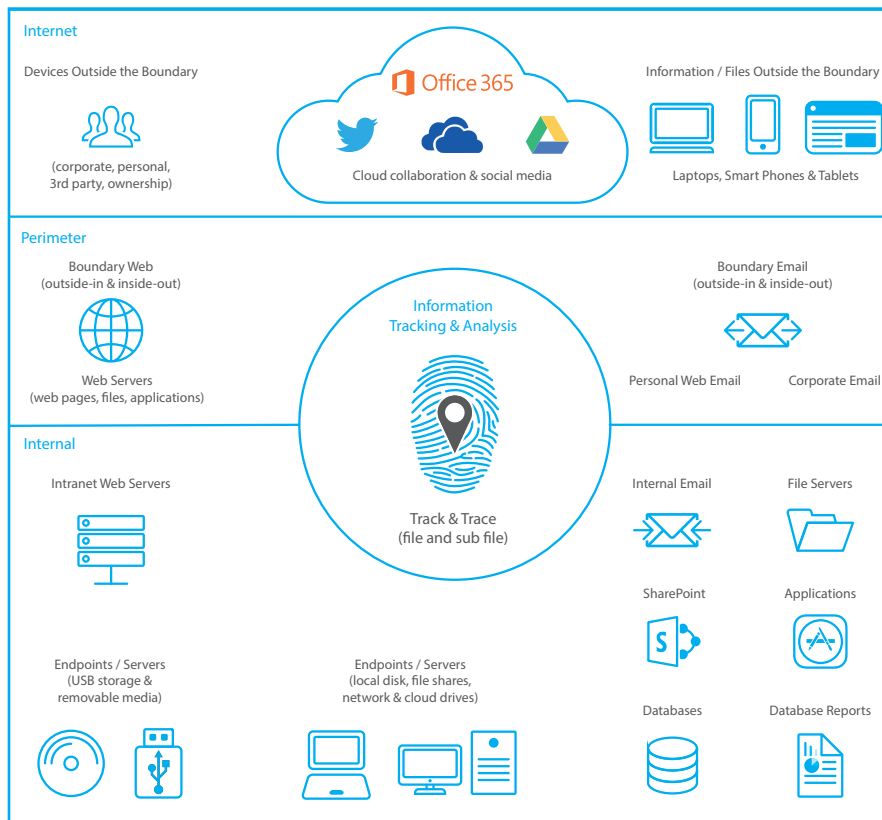 Internet
Devices Outside the Boundary
(corporate, personal,
3rd party, ownership)
Office 365
Cloud collaboration & social media
Information / Files Outside the Boundary
Laptops, Smart Phones & Tablets
Perimeter
Boundary Web
(outside-in & inside-out)
Web Servers
(web pages, files, applications)
Information
Tracking & Analysis
Track & Trace
(file and sub file)
Boundary Email
(outside-in & inside-out)
Personal Web Email
Corporate Email
Internal
Intranet Web Servers
Internal Email
File Servers
SharePoint
Applications
S
Endpoints / Servers
(USB storage &
removable media)
Endpoints / Servers
(local disk, file shares,
network & cloud drives)
Databases
Database Reports